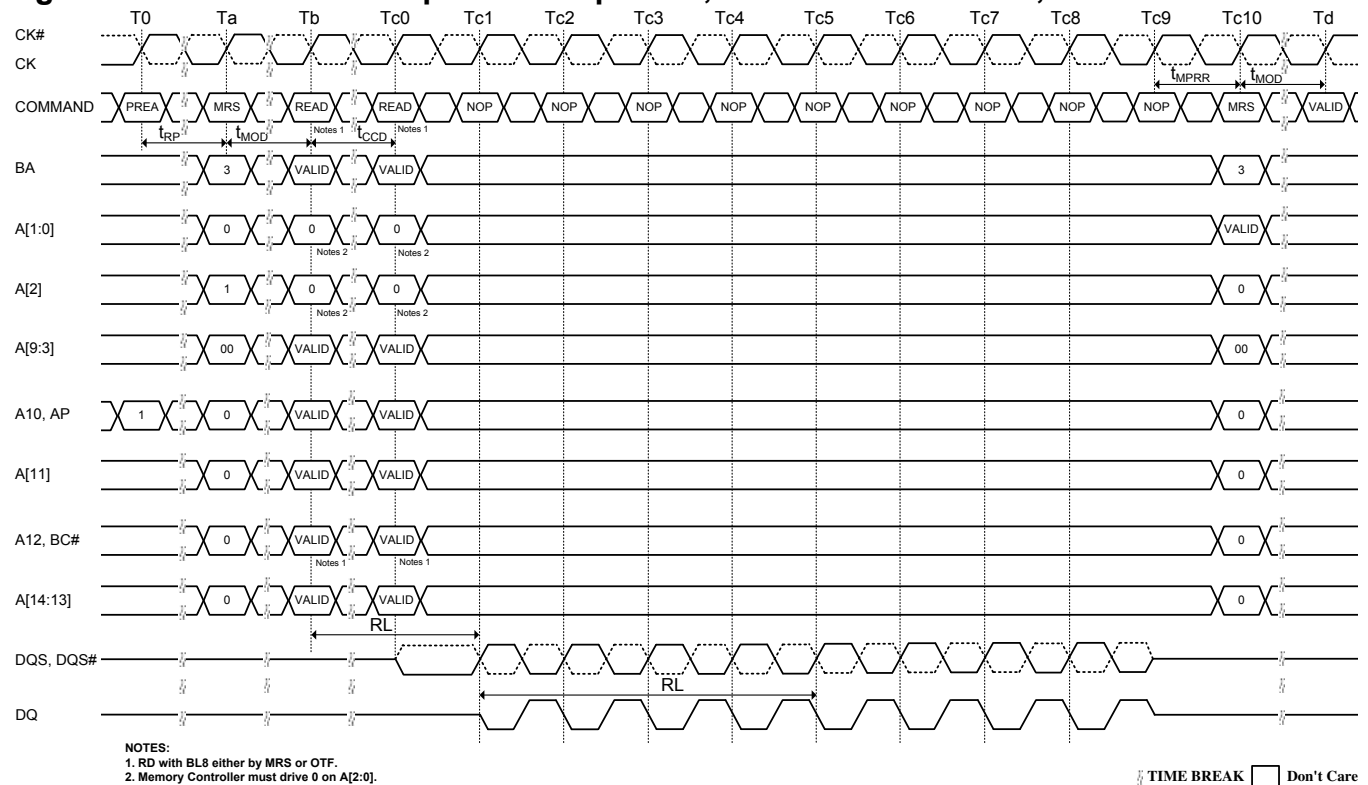 T0 Ta Tb Tc0 Tc1 Tc2 Tc3 Tc4 Tc5 Tc6 Tc7 Tc8 Tc9 Tc10 Td
CK#
CK
tMPRR tMOD
COMMAND PREA MRS READ READ NOP NOP NOP NOP NOP NOP NOP NOP NOP MRS VALID
Notes 1 Notes 1
tRP tMOD tCCD
BA 3 VALID VALID 3
A[1:0] 0 0 0 VALID
Notes 2 Notes 2
A[2] 1 0 0 0
Notes 2 Notes 2
A[9:3] 00 VALID VALID 00
A10, AP 1 0 VALID VALID 0
A[11] 0 VALID VALID 0
A12, BC# 0 VALID VALID 0
Notes 1 Notes 1
A[14:13] 0 VALID VALID 0
RL
DQS, DQS#
RL
DQ
NOTES:
1. RD with BL8 either by MRS or OTF.
2. Memory Controller must drive 0 on A[2:0].
TIME BREAK Don't Care